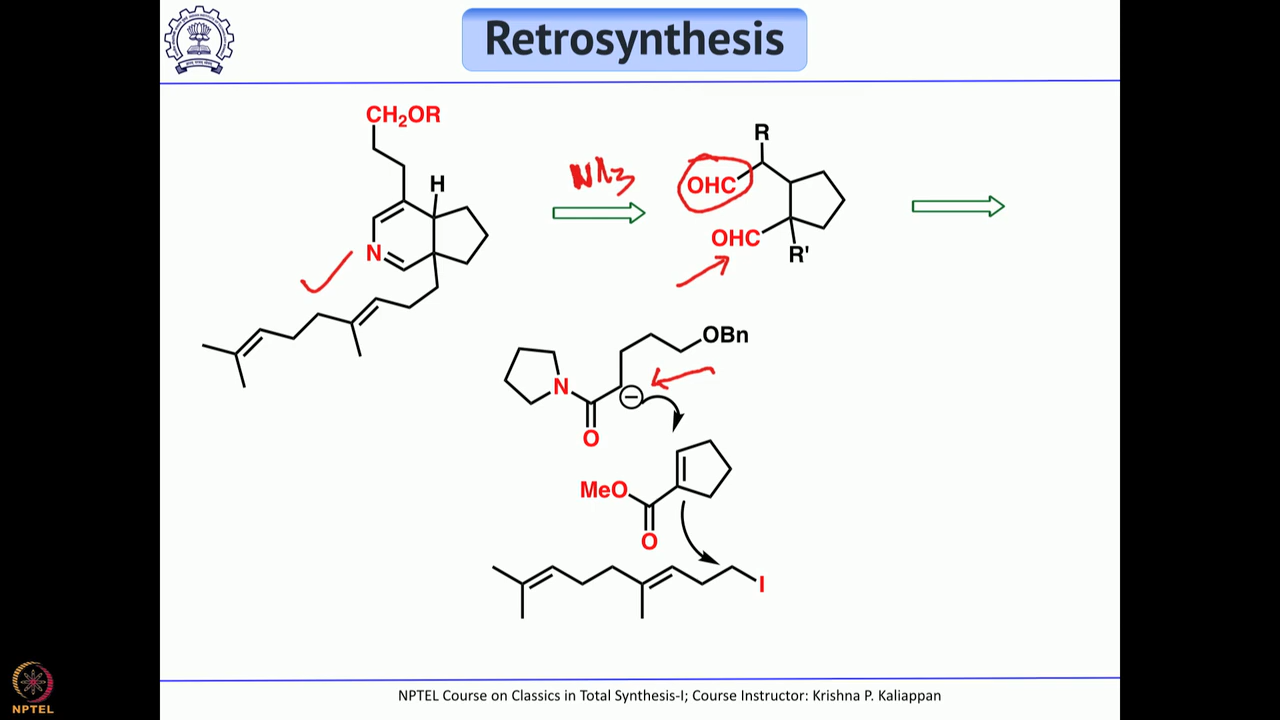 Retrosynthesis
CH₂OR
H
N
NH₃
R
OHC
OHC
R'
OBn
N
⊖
O
MeO
O
I
NPTEL
NPTEL Course on Classics in Total Synthesis-I; Course Instructor: Krishna P. Kaliappan